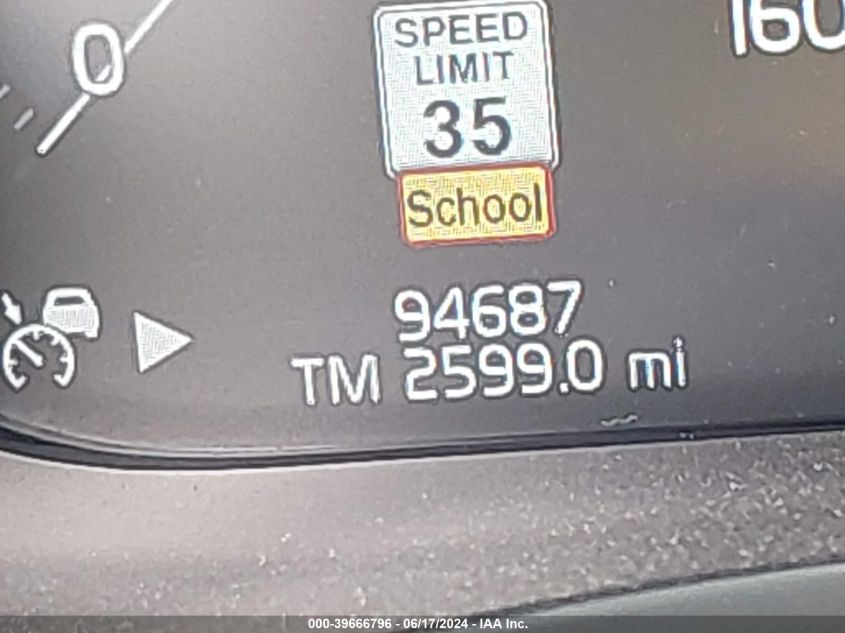 0
160
SPEED
LIMIT
35
School
94687
TM 2599.0 mi
000-39666796 - 06/17/2024 - IAA Inc.